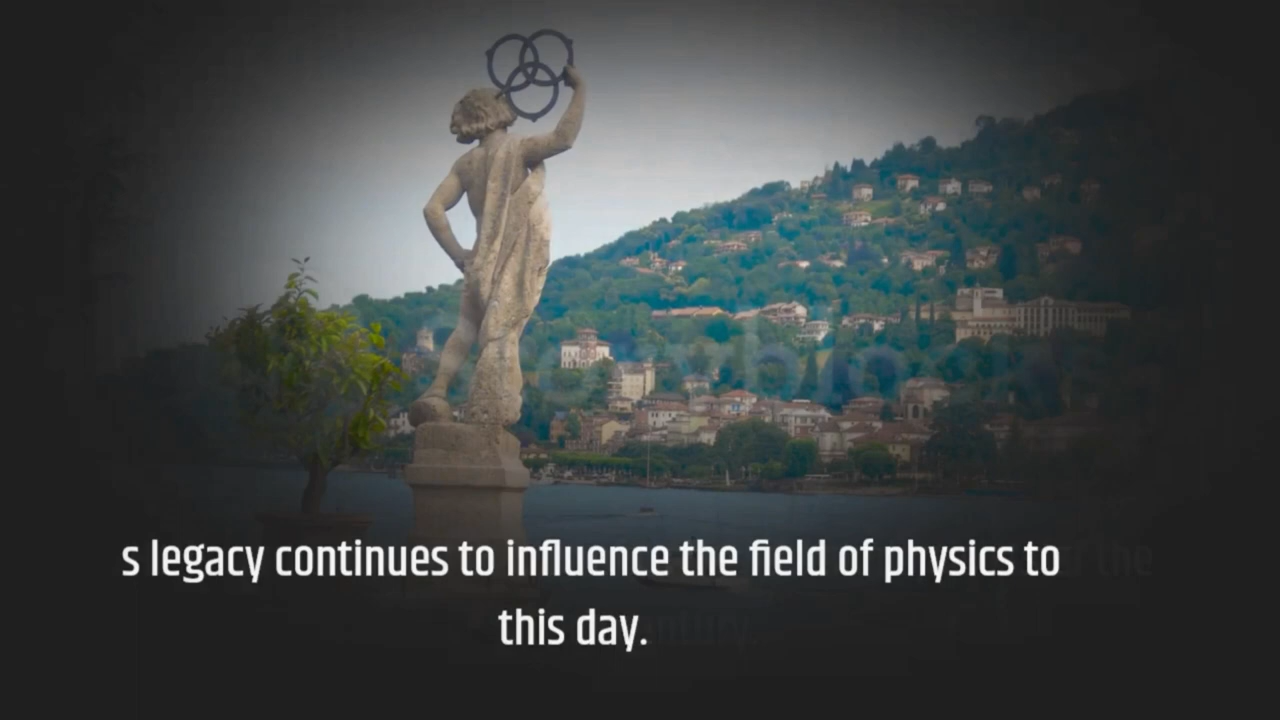 s legacy continues to influence the field of physics to
this day.